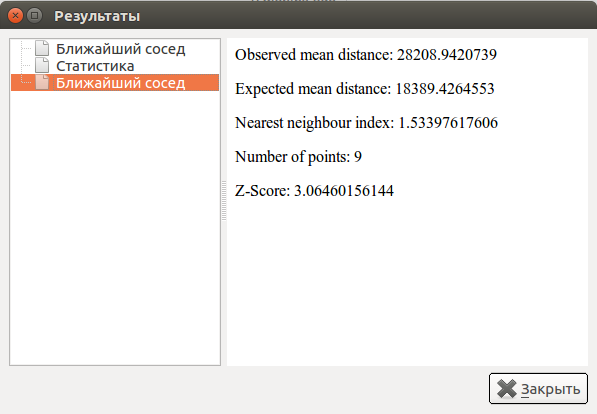 Результаты
Ближайший сосед
Статистика
Ближайший сосед
Observed mean distance: 28208.9420739
Expected mean distance: 18389.4264553
Nearest neighbour index: 1.53397617606
Number of points: 9
Z-Score: 3.06460156144
Закрыть